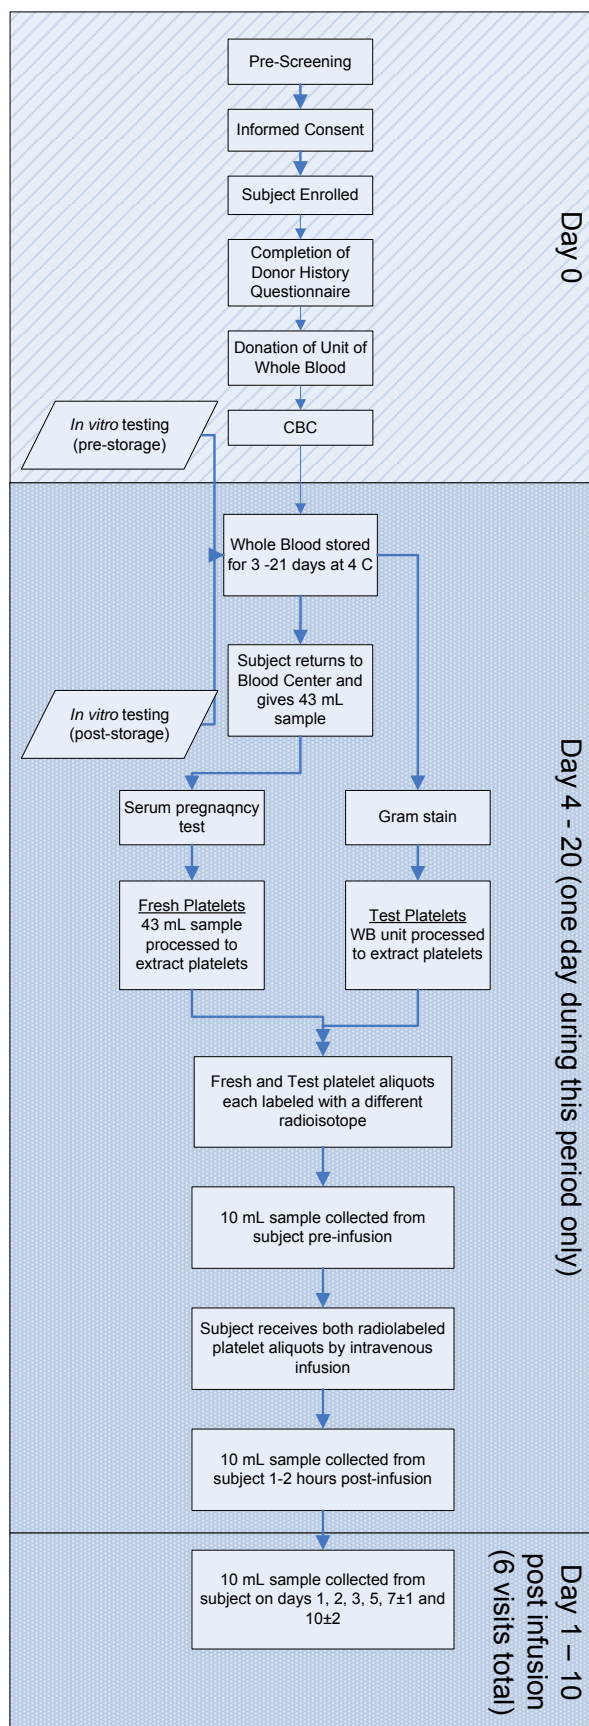 Pre-Screening
Informed Consent
Subject Enrolled
Completion of
Donor History
Questionnaire
Donation of Unit of
Whole Blood
CBC
In vitro testing
(pre-storage)
Day 0
Whole Blood stored
for 3 -21 days at 4 C
Subject returns to
Blood Center and
gives 43 mL
sample
In vitro testing
(post-storage)
Serum pregnaqncy
test
Gram stain
Fresh Platelets
43 mL sample
processed to
extract platelets
Test Platelets
WB unit processed
to extract platelets
Fresh and Test platelet aliquots
each labeled with a different
radioisotope
10 mL sample collected from
subject pre-infusion
Subject receives both radiolabeled
platelet aliquots by intravenous
infusion
10 mL sample collected from
subject 1-2 hours post-infusion
Day 4 - 20 (one day during this period only)
10 mL sample collected from
subject on days 1, 2, 3, 5, 7±1 and
10±2
Day 1 – 10
post infusion
(6 visits total)